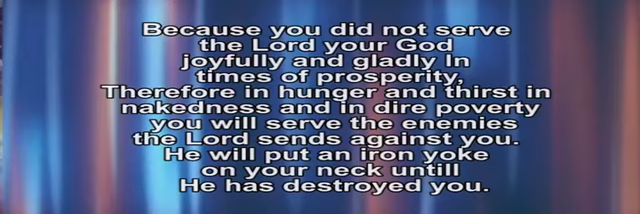 Because you did not serve
the Lord your God
joyfully and gladly In
times of prosperity,
Therefore in hunger and thirst in
nakedness and in dire poverty
you will serve the enemies
the Lord sends against you.
He will put an iron yoke
on your neck untill
He has destroyed you.